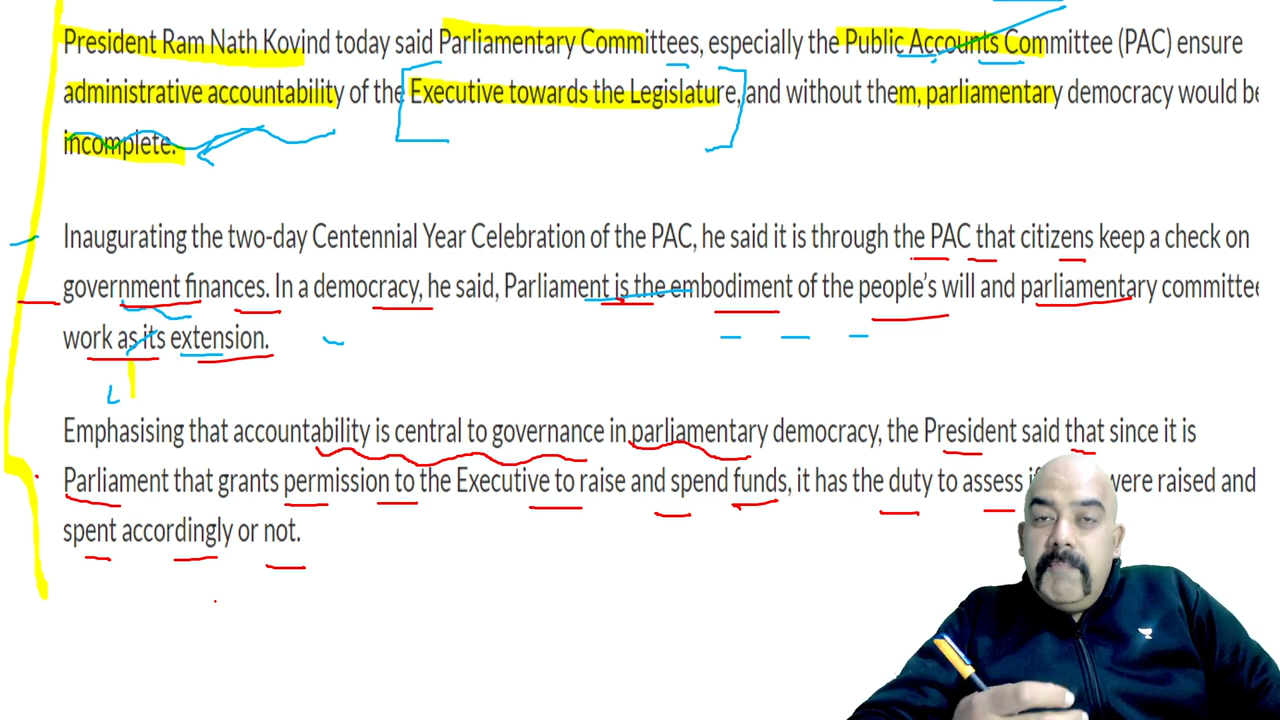 President Ram Nath Kovind today said Parliamentary Committees, especially the Public Accounts Committee (PAC) ensure
administrative accountability of the Executive towards the Legislature, and without them, parliamentary democracy would be
incomplete.
Inaugurating the two-day Centennial Year Celebration of the PAC, he said it is through the PAC that citizens keep a check on
government finances. In a democracy, he said, Parliament is the embodiment of the people's will and parliamentary committe
work as its extension.
Emphasising that accountability is central to governance in parliamentary democracy, the President said that since it is
Parliament that grants permission to the Executive to raise and spend funds, it has the duty to assess were raised and
spent accordingly or not.